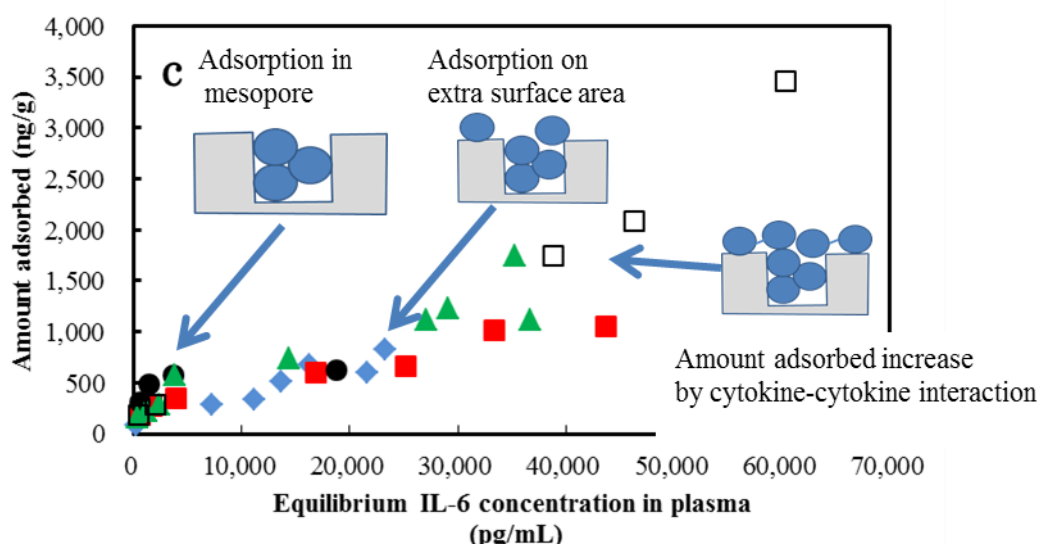 4,000
3,500
3,000
2,500
2,000
1,500
1,000
500
0
Amount adsorbed (ng/g)
c
Adsorption in
mesopore
Adsorption on
extra surface area
Amount adsorbed increase
by cytokine-cytokine interaction
0 10,000 20,000 30,000 40,000 50,000 60,000 70,000
Equilibrium IL-6 concentration in plasma
(pg/mL)